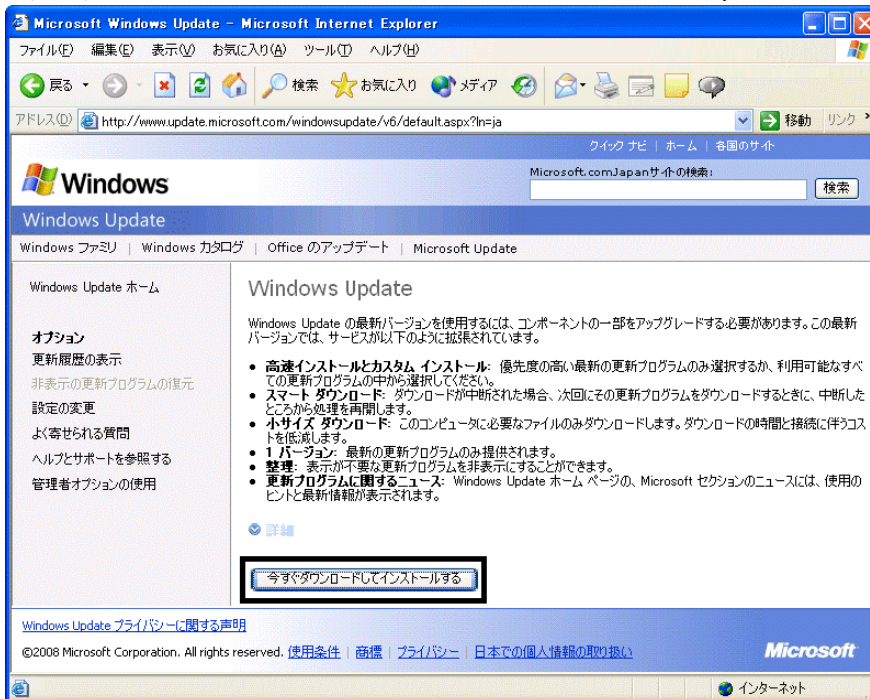 Microsoft Windows Update - Microsoft Internet Explorer
ファイル(F) 編集(E) 表示(V) お気に入り(A) ツール(T) ヘルプ(H)
戻る 検索 お気に入り メディア
アドレス(D) http://www.update.microsoft.com/windowsupdate/v6/default.aspx?ln=ja 移動 リンク
クイック ナビ | ホーム | 各国のサイト
Windows
Microsoft.comJapanサイトの検索:
検索
Windows Update
Windows ファミリ | Windows カタログ | Office のアップデート | Microsoft Update
Windows Update ホーム
オプション
更新履歴の表示
非表示の更新プログラムの復元
設定の変更
よく寄せられる質問
ヘルプとサポートを参照する
管理者オプションの使用
Windows Update
Windows Update の最新バージョンを使用するには、コンポーネントの一部をアップグレードする必要があります。この最新
バージョンでは、サービスが以下のように拡張されています。
• 高速インストールとカスタム インストール: 優先度の高い最新の更新プログラムのみ選択するか、利用可能なすべ
ての更新プログラムの中から選択してください。
• スマート ダウンロード: ダウンロードが中断された場合、次回にその更新プログラムをダウンロードするときに、中断した
ところから処理を再開します。
• 小サイズ ダウンロード: このコンピュータに必要なファイルのみダウンロードします。ダウンロードの時間と接続に伴うコス
トを低減します。
• 1 バージョン: 最新の更新プログラムのみ提供されます。
• 整理: 表示が不要な更新プログラムを非表示にすることができます。
• 更新プログラムに関するニュース: Windows Update ホーム ページの、Microsoft セクションのニュースには、使用の
ヒントと最新情報が表示されます。
詳細
今すぐダウンロードしてインストールする
Windows Update プライバシーに関する声明
©2008 Microsoft Corporation. All rights reserved. 使用条件 | 商標 | プライバシー | 日本での個人情報の取り扱い
Microsoft
インターネット